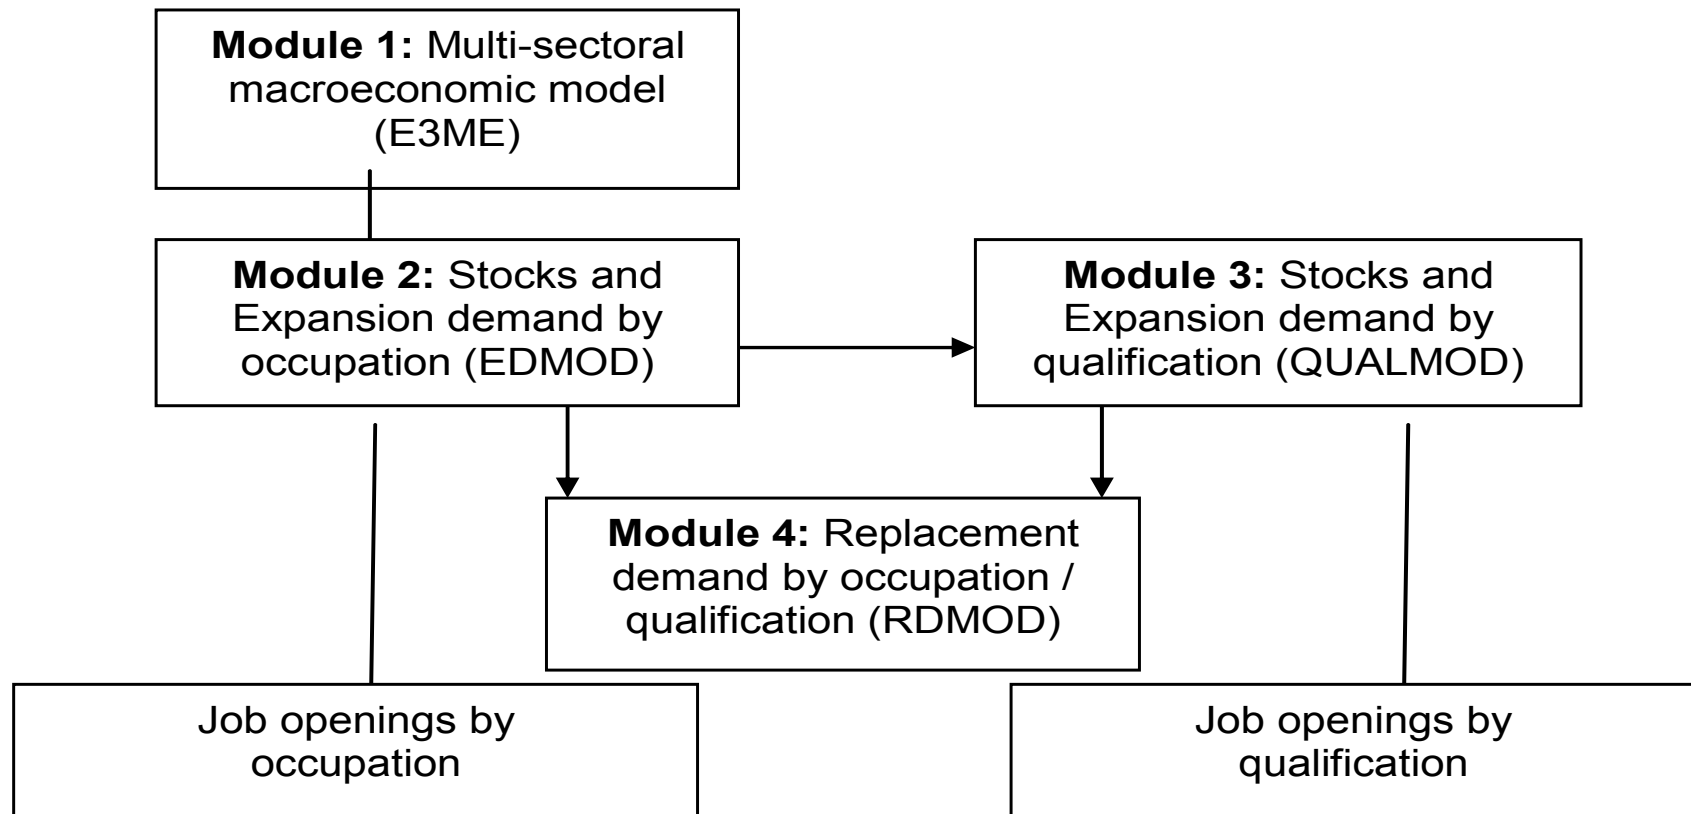 Module 1: Multi-sectoral
macroeconomic model
(E3ME)
Module 2: Stocks and
Expansion demand by
occupation (EDMOD)
Module 3: Stocks and
Expansion demand by
qualification (QUALMOD)
Module 4: Replacement
demand by occupation /
qualification (RDMOD)
Job openings by
occupation
Job openings by
qualification